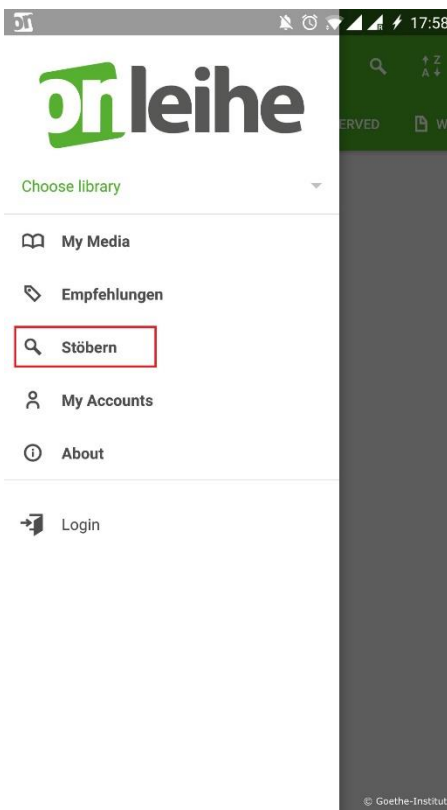 17:58
onleihe
Choose library
ERVED
W
Z
A
My Media
Empfehlungen
Stöbern
My Accounts
About
Login
© Goethe-Institut